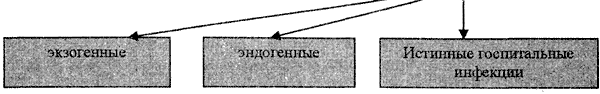 экзогенные
эндогенные
Истинные госпитальные
инфекции